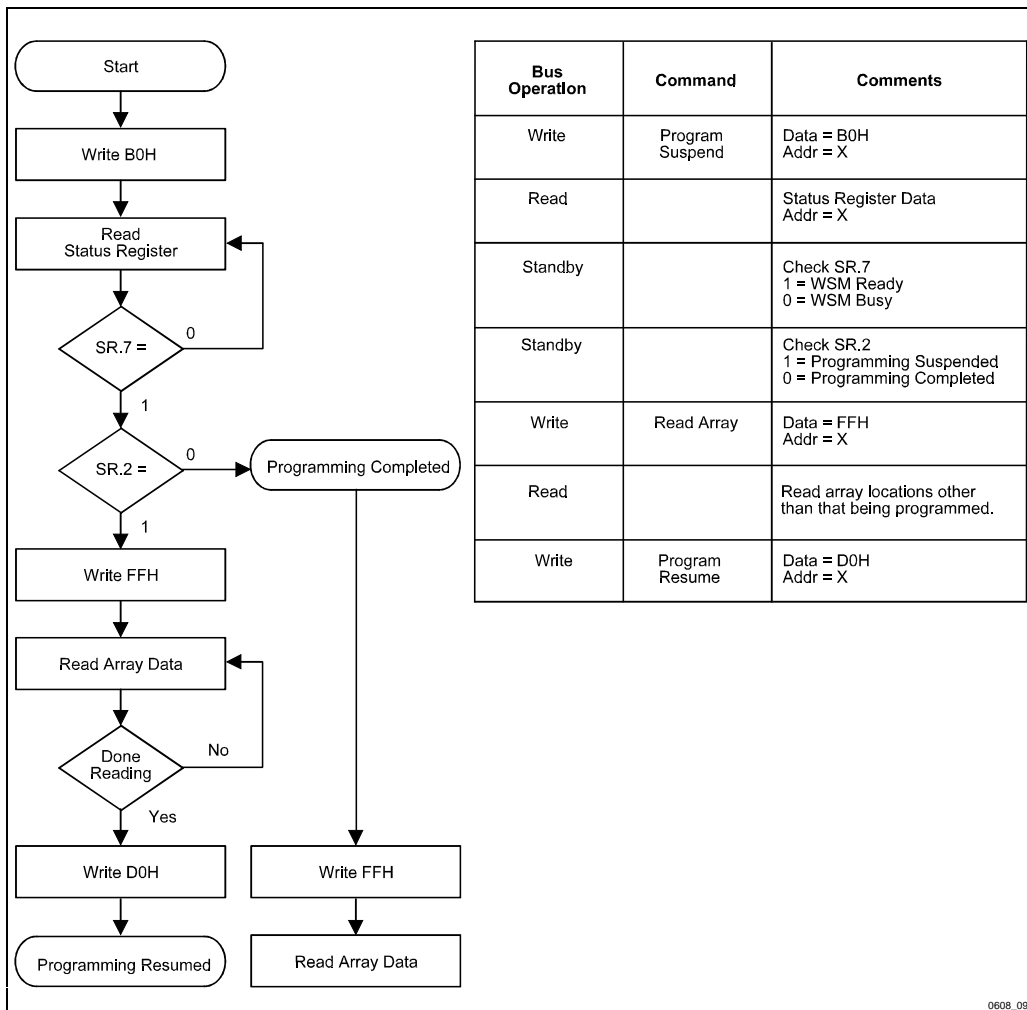 Start
Write B0H
Read
Status Register
SR.7 =
0
1
SR.2 =
0
Programming Completed
1
Write FFH
Read Array Data
Done
Reading
No
Yes
Write D0H
Write FFH
Programming Resumed
Read Array Data
Bus
Operation
Command
Comments
Write
Program
Suspend
Data = B0H
Addr = X
Read
Status Register Data
Addr = X
Standby
Check SR.7
1 = WSM Ready
0 = WSM Busy
Standby
Check SR.2
1 = Programming Suspended
0 = Programming Completed
Write
Read Array
Data = FFH
Addr = X
Read
Read array locations other
than that being programmed.
Write
Program
Resume
Data = D0H
Addr = X
0608_09